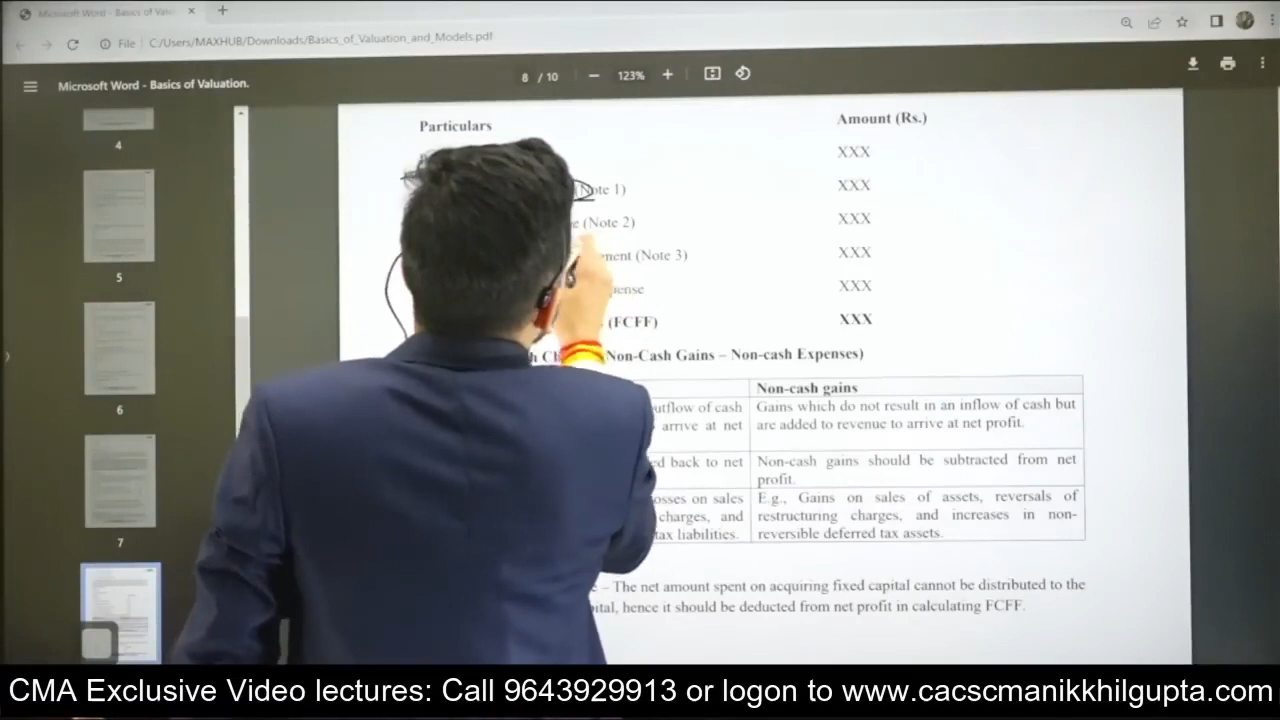 Microsoft Word - Basics of Valu
File C:/Users/MAXHUB/Downloads/Basics_of_Valuation_and_Models.pdf
Microsoft Word - Basics of Valuation.
8 / 10
123%
4
5
6
7
Particulars Amount (Rs.)
XXX
(Note 1) XXX
(Note 2) XXX
(Note 3) XXX
XXX
(FCFF) XXX
Non-Cash Gains – Non-cash Expenses)
Non-cash gains
of cash Gains which do not result in an inflow of cash but
arrive at net are added to revenue to arrive at net profit.
back to net Non-cash gains should be subtracted from net
profit.
on sales E.g., Gains on sales of assets, reversals of
charges, and restructuring charges, and increases in non-
tax liabilities. reversible deferred tax assets.
– The net amount spent on acquiring fixed capital cannot be distributed to the
hence it should be deducted from net profit in calculating FCFF.
CMA Exclusive Video lectures: Call 9643929913 or logon to www.cacscmanikkhilgupta.com